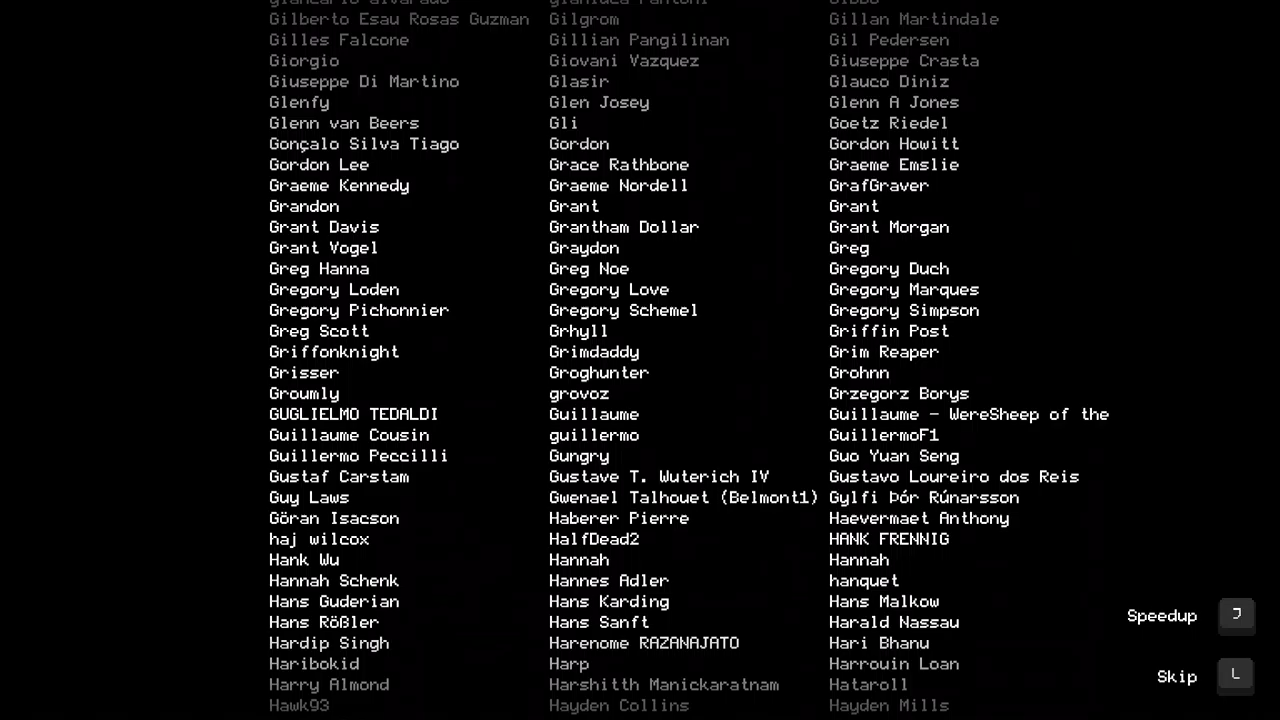 Gilberto Esau Rosas Guzman Gilgrom Gillan Martindale
Gilles Falcone Gillian Pangilinan Gil Pedersen
Giorgio Giovani Vazquez Giuseppe Crasta
Giuseppe Di Martino Glasir Glauco Diniz
Glenfy Glen Josey Glenn A Jones
Glenn van Beers Gli Goetz Riedel
Gonçalo Silva Tiago Gordon Gordon Howitt
Gordon Lee Grace Rathbone Graeme Emslie
Graeme Kennedy Graeme Nordell GrafGraver
Grandon Grant Grant
Grant Davis Grantham Dollar Grant Morgan
Grant Vogel Graydon Greg
Greg Hanna Greg Noe Gregory Duch
Gregory Loden Gregory Love Gregory Marques
Gregory Pichonnier Gregory Schemel Gregory Simpson
Greg Scott Grhyll Griffin Post
Griffonknight Grimdaddy Grim Reaper
Grisser Groghunter Grohnn
Groumly grovoz Grzegorz Borys
GUGLIELMO TEDALDI Guillaume Guillaume - WereSheep of the
Guillaume Cousin guillermo GuillermoF1
Guillermo Peccilli Gungry Guo Yuan Seng
Gustaf Carstam Gustave T. Wuterich IV Gustavo Loureiro dos Reis
Guy Laws Gwenael Talhouet (Belmont1) Gylfi Þór Rúnarsson
Göran Isacson Haberer Pierre Haevermaet Anthony
haj wilcox HalfDead2 HANK FRENNIG
Hank Wu Hannah Hannah
Hannah Schenk Hannes Adler hanquet
Hans Guderian Hans Karding Hans Malkow
Hans Rößler Hans Sanft Harald Nassau
Hardip Singh Harenome RAZANAJATO Hari Bhanu
Haribokid Harp Harrouin Loan
Harry Almond Harshitth Manickaratnam Hataroll
Hawk93 Hayden Collins Hayden Mills
Speedup J
Skip L